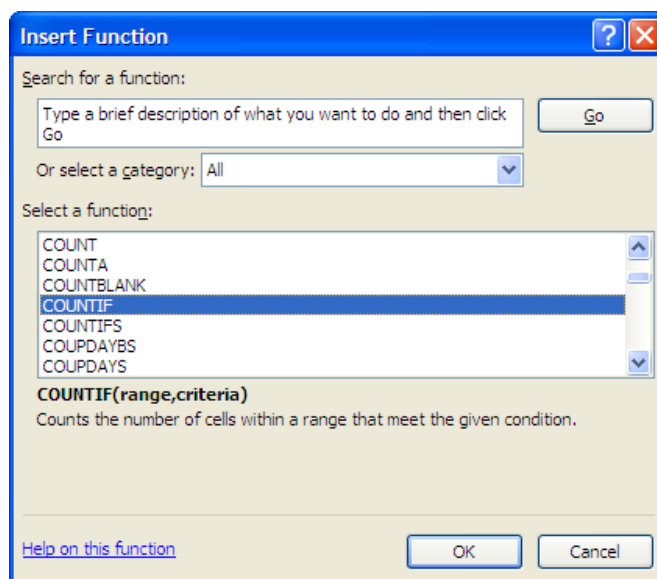 Insert Function
?
Search for a function:
Type a brief description of what you want to do and then click
Go
Go
Or select a category: All
Select a function:
COUNT
COUNTA
COUNTBLANK
COUNTIF
COUNTIFS
COUPDAYBS
COUPDAYS
COUNTIF(range,criteria)
Counts the number of cells within a range that meet the given condition.
Help on this function
OK
Cancel